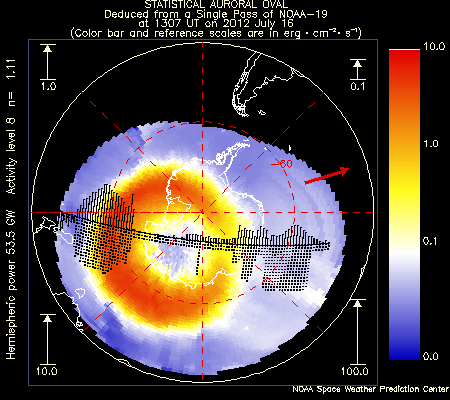 STATISTICAL AURORAL OVAL
Deduced from a Single Pass of NOAA-19
at 1307 UT on 2012 July 16
(Color bar and reference scales are in erg · cm⁻² · s⁻¹)
Hemispheric power 53.5 GW Activity level 8 n= 1.11
1.0
0.1
10.0
1.0
0.1
0.0
-60
10.0
100.0
NOAA Space Weather Prediction Center